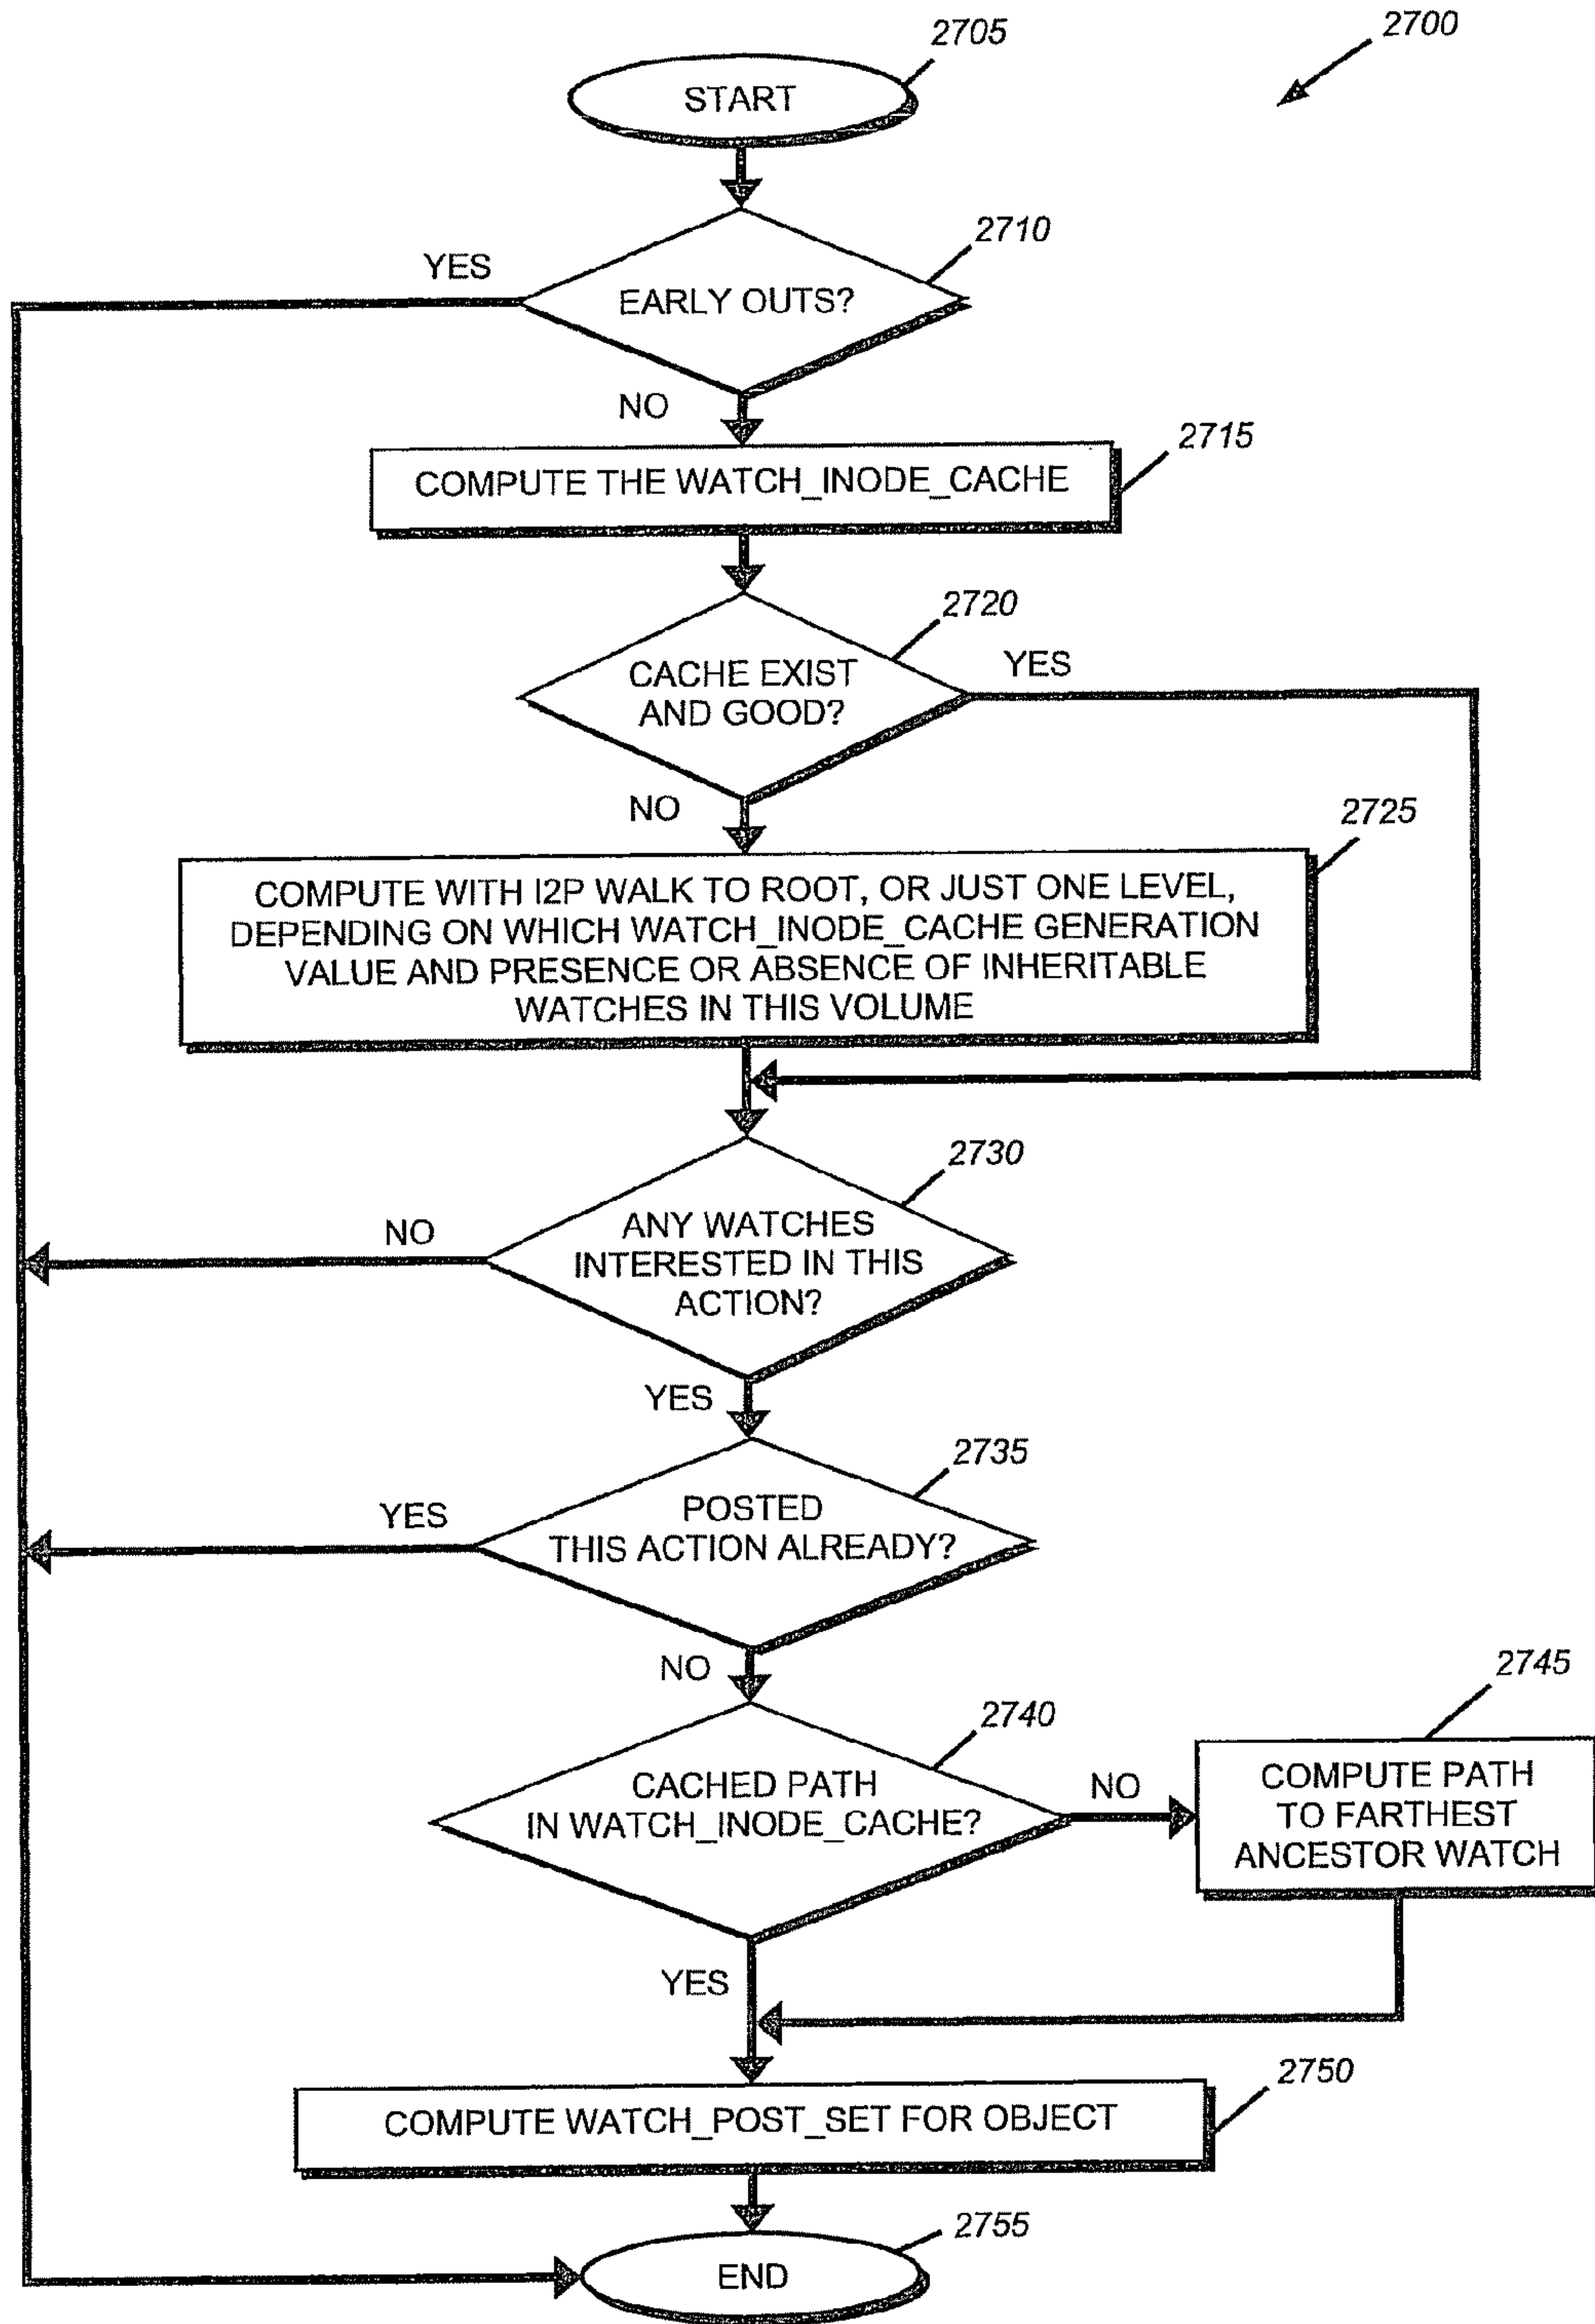 2700
2705
START
2710
YES
EARLY OUTS?
NO
2715
COMPUTE THE WATCH_INODE_CACHE
2720
CACHE EXIST
AND GOOD?
YES
NO
2725
COMPUTE WITH I2P WALK TO ROOT, OR JUST ONE LEVEL,
DEPENDING ON WHICH WATCH_INODE_CACHE GENERATION
VALUE AND PRESENCE OR ABSENCE OF INHERITABLE
WATCHES IN THIS VOLUME
2730
NO
ANY WATCHES
INTERESTED IN THIS
ACTION?
YES
2735
YES
POSTED
THIS ACTION ALREADY?
NO
2740
CACHED PATH
IN WATCH_INODE_CACHE?
NO
2745
COMPUTE PATH
TO FARTHEST
ANCESTOR WATCH
YES
2750
COMPUTE WATCH_POST_SET FOR OBJECT
2755
END